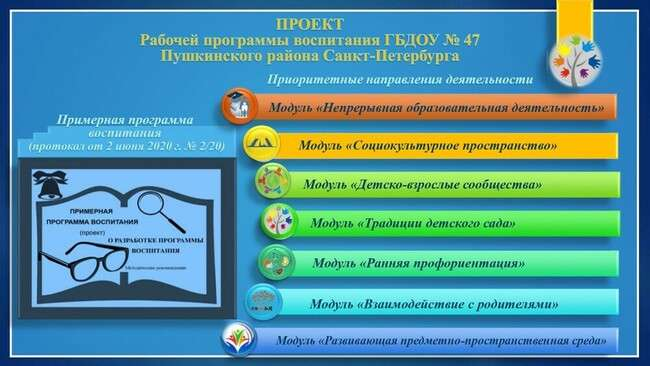 ПРОЕКТ
Рабочей программы воспитания ГБДОУ № 47
Пушкинского района Санкт-Петербурга
Приоритетные направления деятельности
Примерная программа
воспитания
(протокол от 2 июня 2020 г. № 2/20)
ПРИМЕРНАЯ
ПРОГРАММА ВОСПИТАНИЯ
(проект)
О РАЗРАБОТКЕ ПРОГРАММЫ
ВОСПИТАНИЯ
Методические рекомендации
Модуль «Непрерывная образовательная деятельность»
Модуль «Социокультурное пространство»
Модуль «Детско-взрослые сообщества»
Модуль «Традиции детского сада»
Модуль «Ранняя профориентация»
Модуль «Взаимодействие с родителями»
Модуль «Развивающая предметно-пространственная среда»